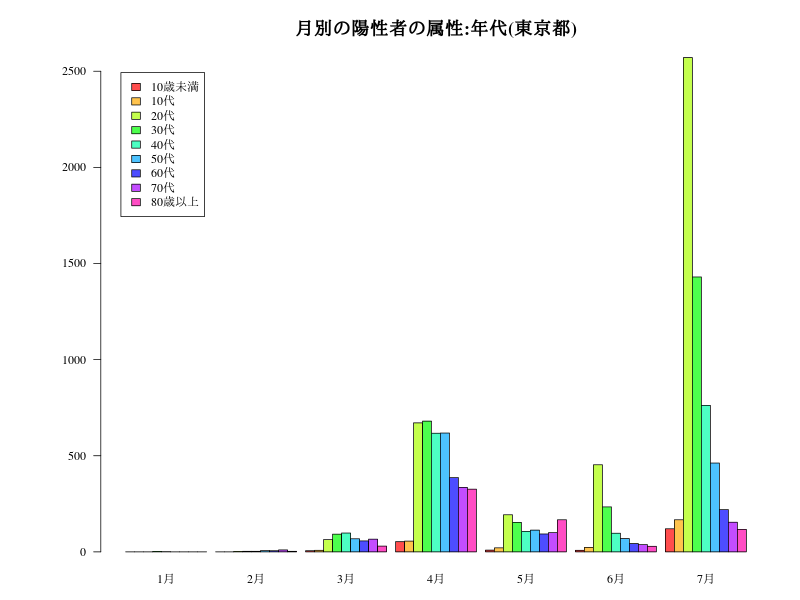 月別の陽性者の属性:年代(東京都)
2500
2000
1500
1000
500
0
10歳未満
10代
20代
30代
40代
50代
60代
70代
80歳以上
1月 2月 3月 4月 5月 6月 7月